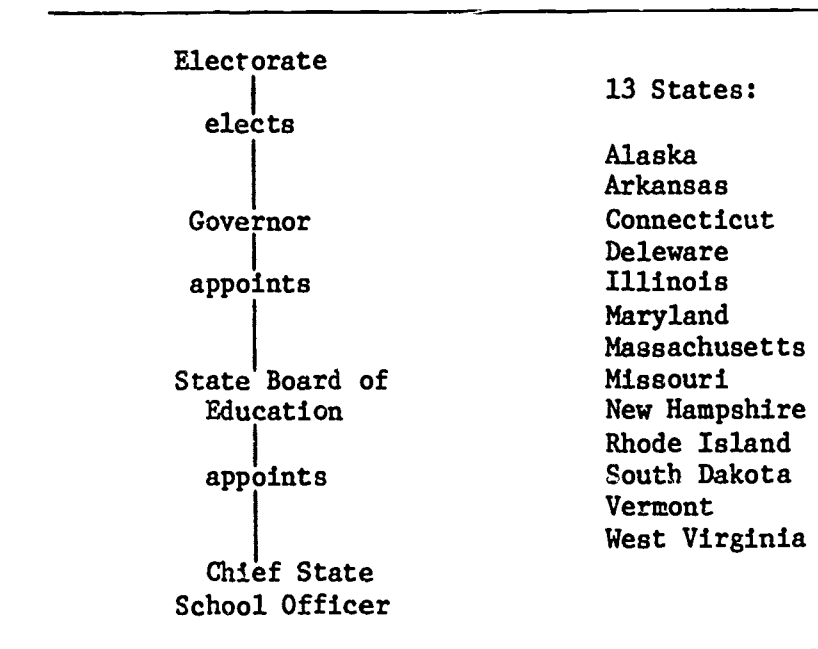 Electorate
elects
Governor
appoints
State Board of
Education
appoints
Chief State
School Officer
13 States:
Alaska
Arkansas
Connecticut
Deleware
Illinois
Maryland
Massachusetts
Missouri
New Hampshire
Rhode Island
South Dakota
Vermont
West Virginia